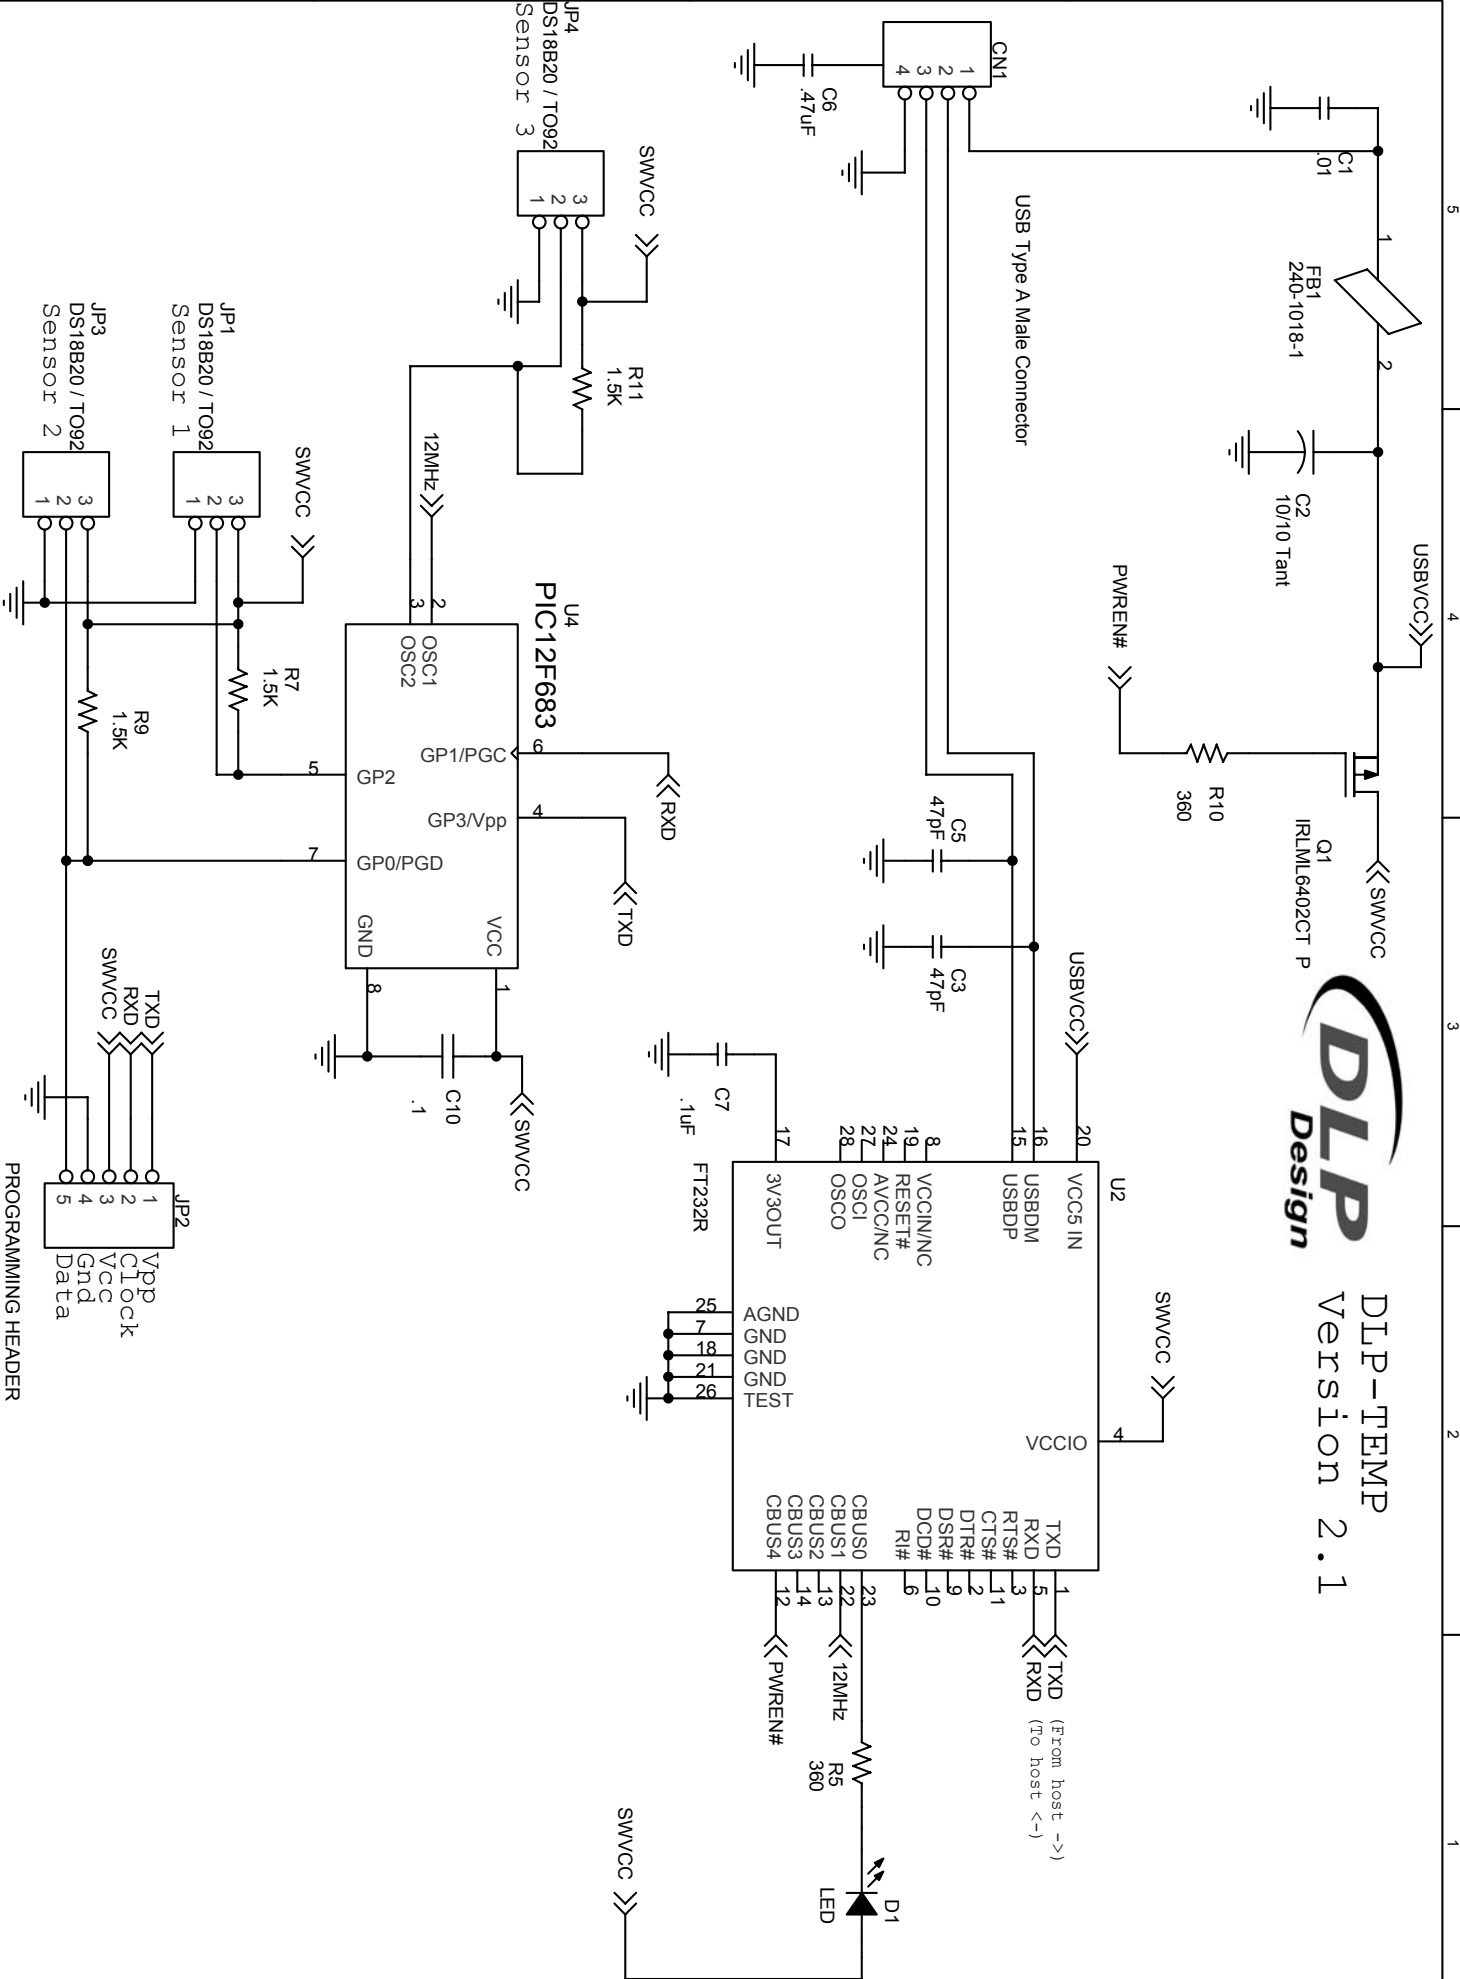 5
4
3
2
1
DLP
Design
DLP-TEMP
Version 2.1
C1
.01
1
FB1
240-1018-1
2
C2
10/10 Tant
USBVCC
PWREN#
R10
360
Q1
IRLML6402CT P
SWVCC
CN1
1
2
3
4
C6
.47uF
USB Type A Male Connector
C5
47pF
C3
47pF
USBVCC
U2
FT232R
20
VCC5 IN
16
USBDM
15
USBDP
8
VCCIN/NC
19
RESET#
24
AVCC/NC
27
OSCI
28
OSCO
17
3V3OUT
C7
.1uF
25
AGND
7
GND
18
GND
21
GND
26
TEST
SWVCC
4
VCCIO
TXD
1
TXD (From host ->)
RXD
5
RXD (To host <-)
RTS#
3
CTS#
11
DTR#
2
DSR#
9
DCD#
10
RI#
6
CBUS0
23
CBUS1
22
12MHz
CBUS2
13
CBUS3
14
CBUS4
12
PWREN#
R5
360
D1
LED
SWVCC
JP4
DS18B20 / TO92
Sensor 3
3
2
1
SWVCC
R11
1.5K
12MHz
U4
PIC12F683
2
OSC1
3
OSC2
6
GP1/PGC
RXD
4
GP3/Vpp
TXD
5
GP2
7
GP0/PGD
1
VCC
8
GND
C10
.1
SWVCC
JP1
DS18B20 / TO92
Sensor 1
3
2
1
SWVCC
R7
1.5K
JP3
DS18B20 / TO92
Sensor 2
3
2
1
R9
1.5K
TXD
RXD
SWVCC
JP2
1 Vpp
2 Clock
3 Vcc
4 Gnd
5 Data
PROGRAMMING HEADER